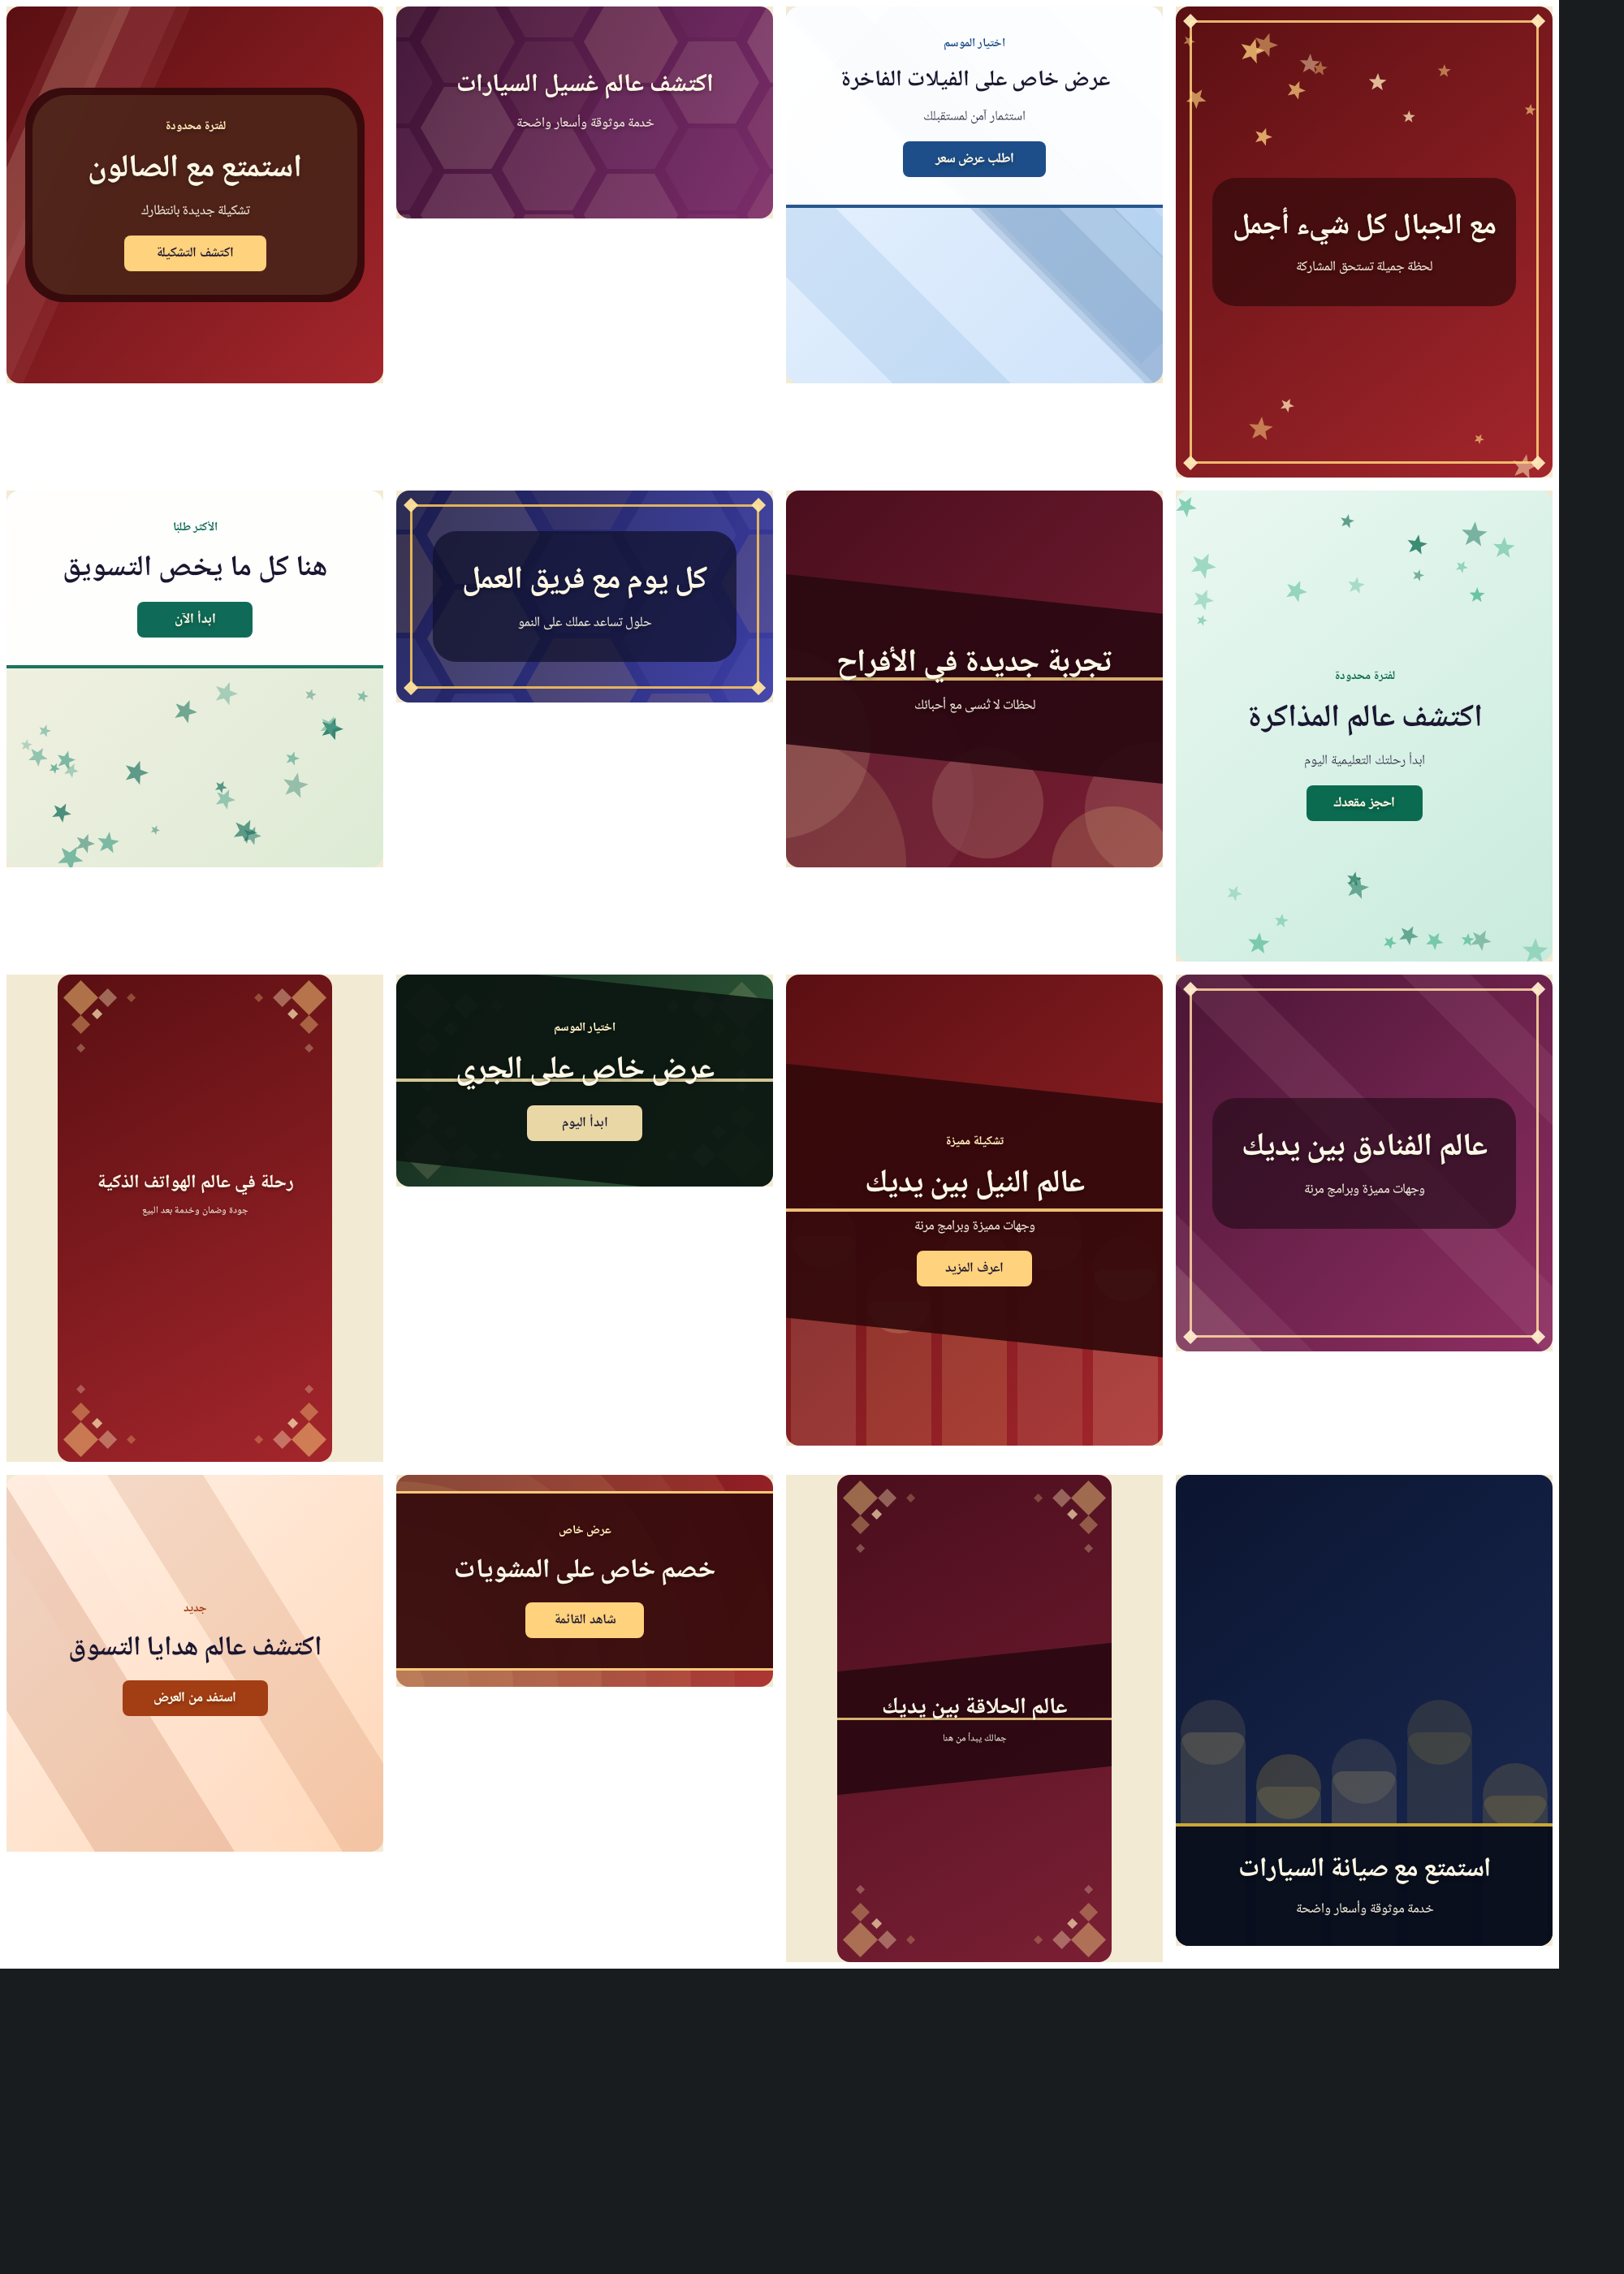 لفترة محدودة
استمتع مع الصالون
تشكيلة جديدة بانتظارك
اكتشف التشكيلة
اكتشف عالم غسيل السيارات
خدمة موثوقة وأسعار واضحة
اختيار الموسم
عرض خاص على الفيلات الفاخرة
استثمار آمن لمستقبلك
اطلب عرض سعر
مع الجبال كل شيء أجمل
لحظة جميلة تستحق المشاركة
الأكثر طلبًا
هنا كل ما يخص التسويق
ابدأ الآن
كل يوم مع فريق العمل
حلول تساعد عملك على النمو
تجربة جديدة في الأفراح
لحظات لا تُنسى مع أحبائك
لفترة محدودة
اكتشف عالم المذاكرة
ابدأ رحلتك التعليمية اليوم
احجز مقعدك
رحلة في عالم الهواتف الذكية
جودة وضمان وخدمة بعد البيع
اختيار الموسم
عرض خاص على الجري
ابدأ اليوم
تشكيلة مميزة
عالم النيل بين يديك
وجهات مميزة وبرامج مرنة
اعرف المزيد
عالم الفنادق بين يديك
وجهات مميزة وبرامج مرنة
جديد
اكتشف عالم هدايا التسوق
استفد من العرض
عرض خاص
خصم خاص على المشويات
شاهد القائمة
عالم الحلاقة بين يديك
جمالك يبدأ من هنا
استمتع مع صيانة السيارات
خدمة موثوقة وأسعار واضحة